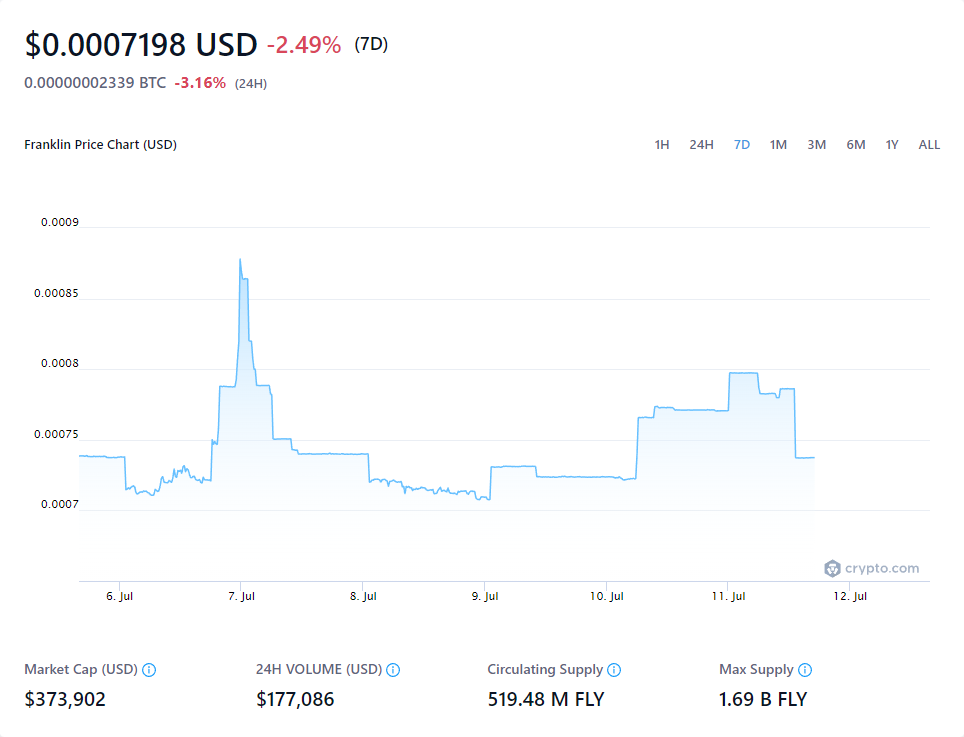 $0.0007198 USD -2.49% (7D)
0.00000002339 BTC -3.16% (24H)
Franklin Price Chart (USD) 1H 24H 7D 1M 3M 6M 1Y ALL
0.0009
0.00085
0.0008
0.00075
0.0007
crypto.com
6. Jul 7. Jul 8. Jul 9. Jul 10. Jul 11. Jul 12. Jul
Market Cap (USD) 24H VOLUME (USD) Circulating Supply Max Supply
$373,902 $177,086 519.48 M FLY 1.69 B FLY